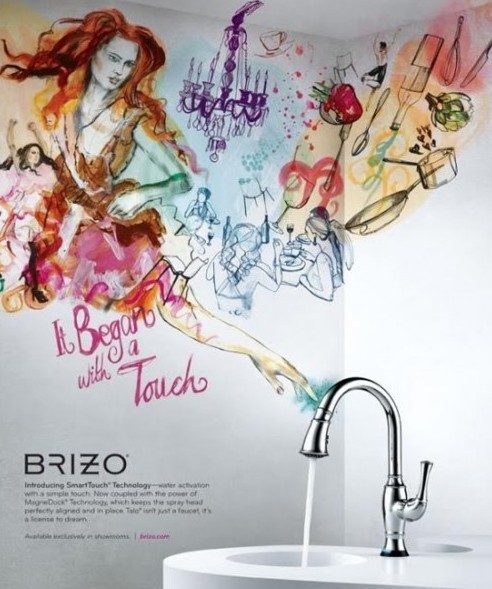 It Began
with a
Touch
BRIZO®
Introducing SmartTouch® Technology—water activation
with a simple touch. Now coupled with the power of
MagneDock® Technology, which keeps the spray head
perfectly aligned and in place. Talo® isn't just a faucet, it's
a license to dream.
Available exclusively in showrooms. | brizo.com